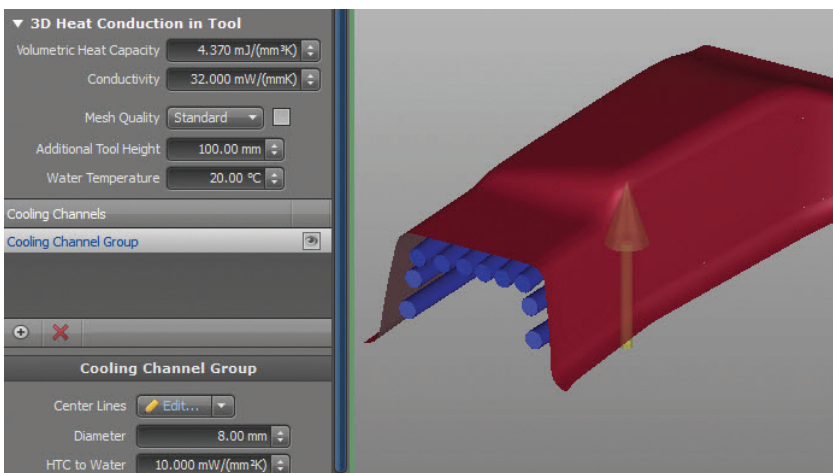 ▼ 3D Heat Conduction in Tool
Volumetric Heat Capacity 4.370 mJ/(mm³K)
Conductivity 32.000 mW/(mmK)
Mesh Quality Standard
Additional Tool Height 100.00 mm
Water Temperature 20.00 °C
Cooling Channels
Cooling Channel Group
Cooling Channel Group
Center Lines Edit...
Diameter 8.00 mm
HTC to Water 10.000 mW/(mm²K)